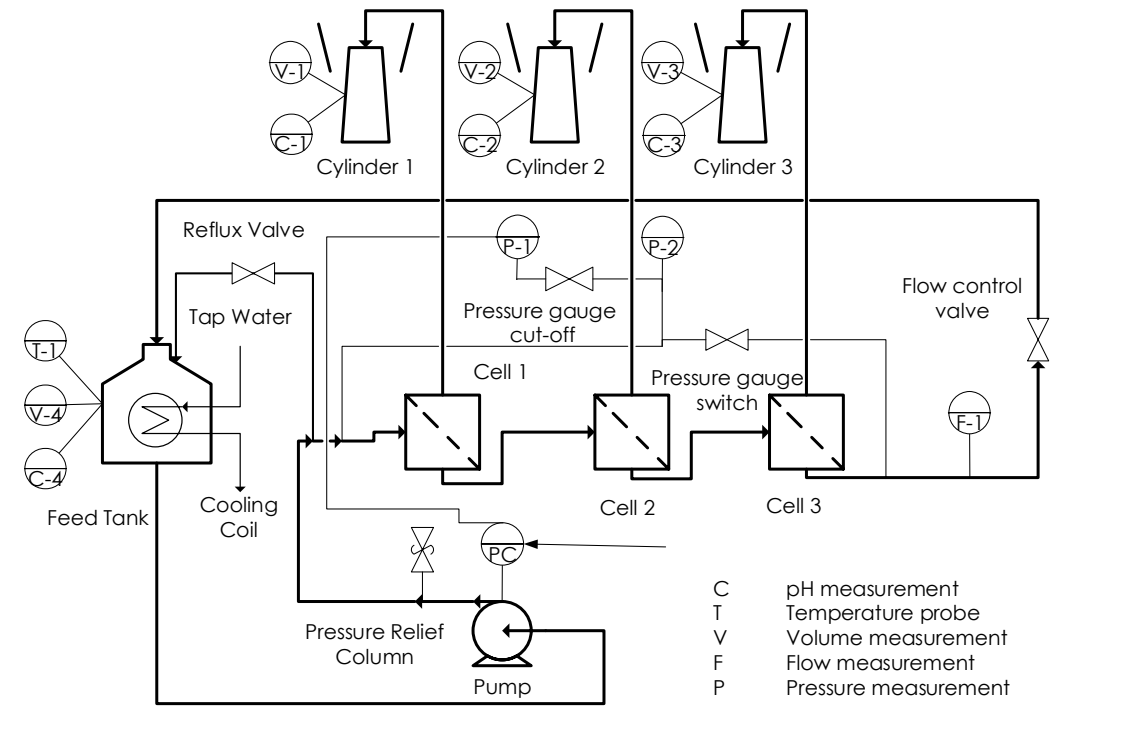 V-1
C-1
V-2
C-2
V-3
C-3
Cylinder 1
Cylinder 2
Cylinder 3
Reflux Valve
P-1
P-2
Tap Water
Pressure gauge
cut-off
Flow control
valve
T-1
V-4
C-4
Cell 1
Pressure gauge
switch
F-1
Feed Tank
Cooling
Coil
Cell 2
Cell 3
PC
Pressure Relief
Column
Pump
C pH measurement
T Temperature probe
V Volume measurement
F Flow measurement
P Pressure measurement